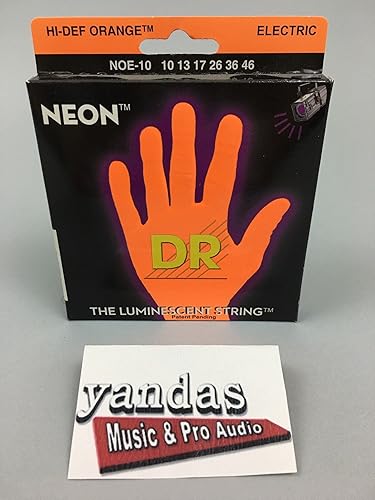 HI-DEF ORANGE™ ELECTRIC
NOE-10 10 13 17 26 36 46
NEON™
DR
THE LUMINESCENT STRING™
Patent Pending
yandas
Music & Pro Audio